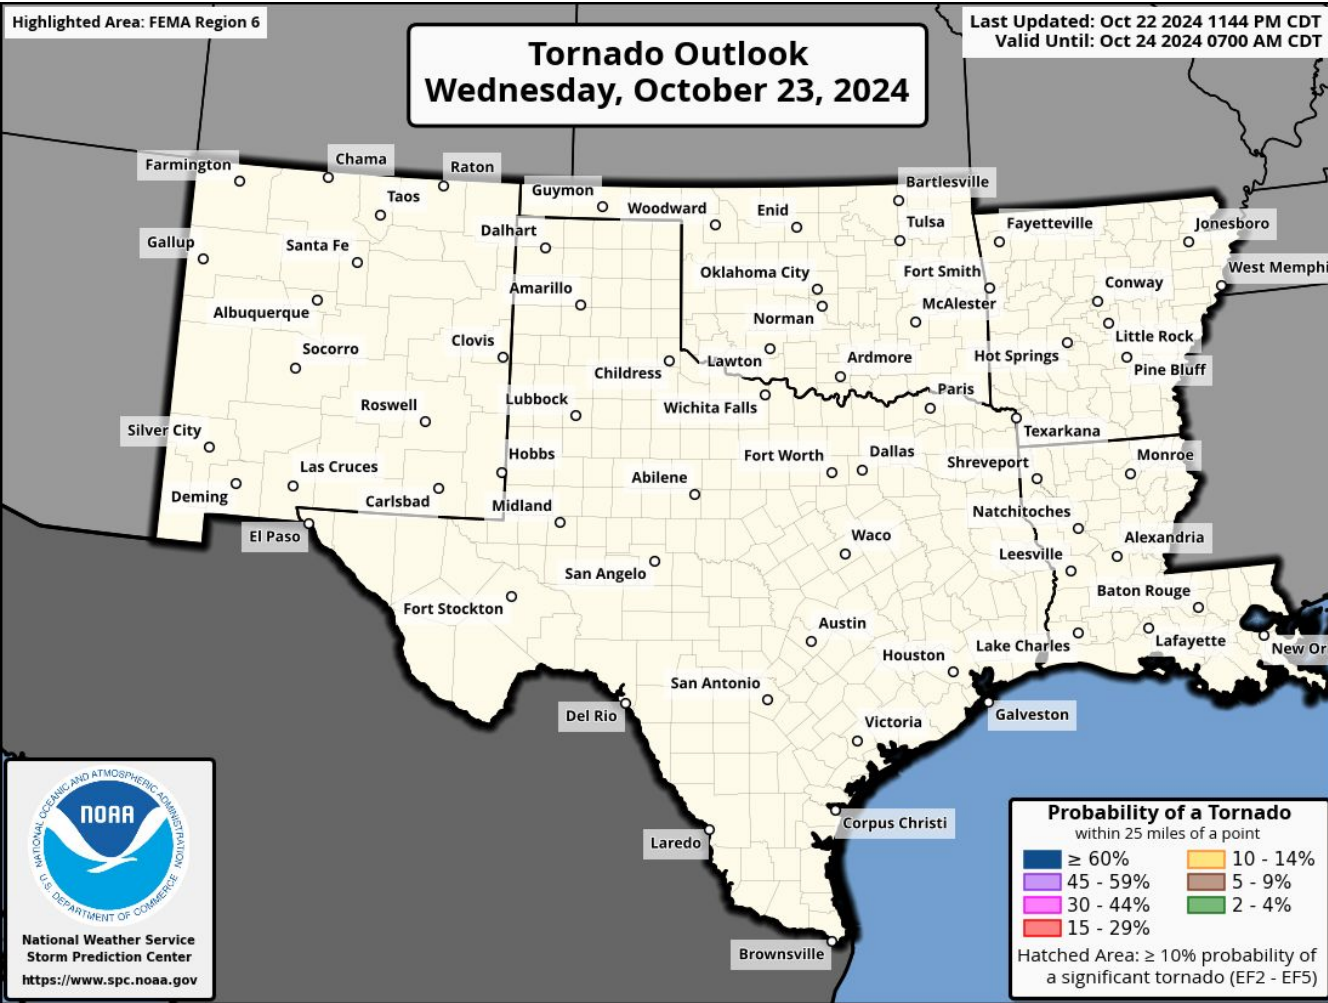 Highlighted Area: FEMA Region 6
Last Updated: Oct 22 2024 1144 PM CDT
Valid Until: Oct 24 2024 0700 AM CDT
Tornado Outlook
Wednesday, October 23, 2024
Farmington
Chama
Raton
Taos
Guymon
Woodward
Enid
Bartlesville
Tulsa
Fayetteville
Jonesboro
Gallup
Santa Fe
Dalhart
Oklahoma City
Fort Smith
West Memphi
Albuquerque
Amarillo
Norman
McAlester
Conway
Socorro
Clovis
Childress
Lawton
Ardmore
Hot Springs
Little Rock
Pine Bluff
Roswell
Lubbock
Wichita Falls
Paris
Texarkana
Silver City
Las Cruces
Hobbs
Abilene
Fort Worth
Dallas
Shreveport
Monroe
Deming
Carlsbad
Midland
Natchitoches
El Paso
San Angelo
Waco
Leesville
Alexandria
Fort Stockton
Baton Rouge
Austin
Houston
Lake Charles
Lafayette
New Or
San Antonio
Del Rio
Victoria
Galveston
Laredo
Corpus Christi
Brownsville
NATIONAL OCEANIC AND ATMOSPHERIC ADMINISTRATION
NOAA
U.S. DEPARTMENT OF COMMERCE
National Weather Service
Storm Prediction Center
https://www.spc.noaa.gov
Probability of a Tornado
within 25 miles of a point
≥ 60%
10 - 14%
45 - 59%
5 - 9%
30 - 44%
2 - 4%
15 - 29%
Hatched Area: ≥ 10% probability of
a significant tornado (EF2 - EF5)